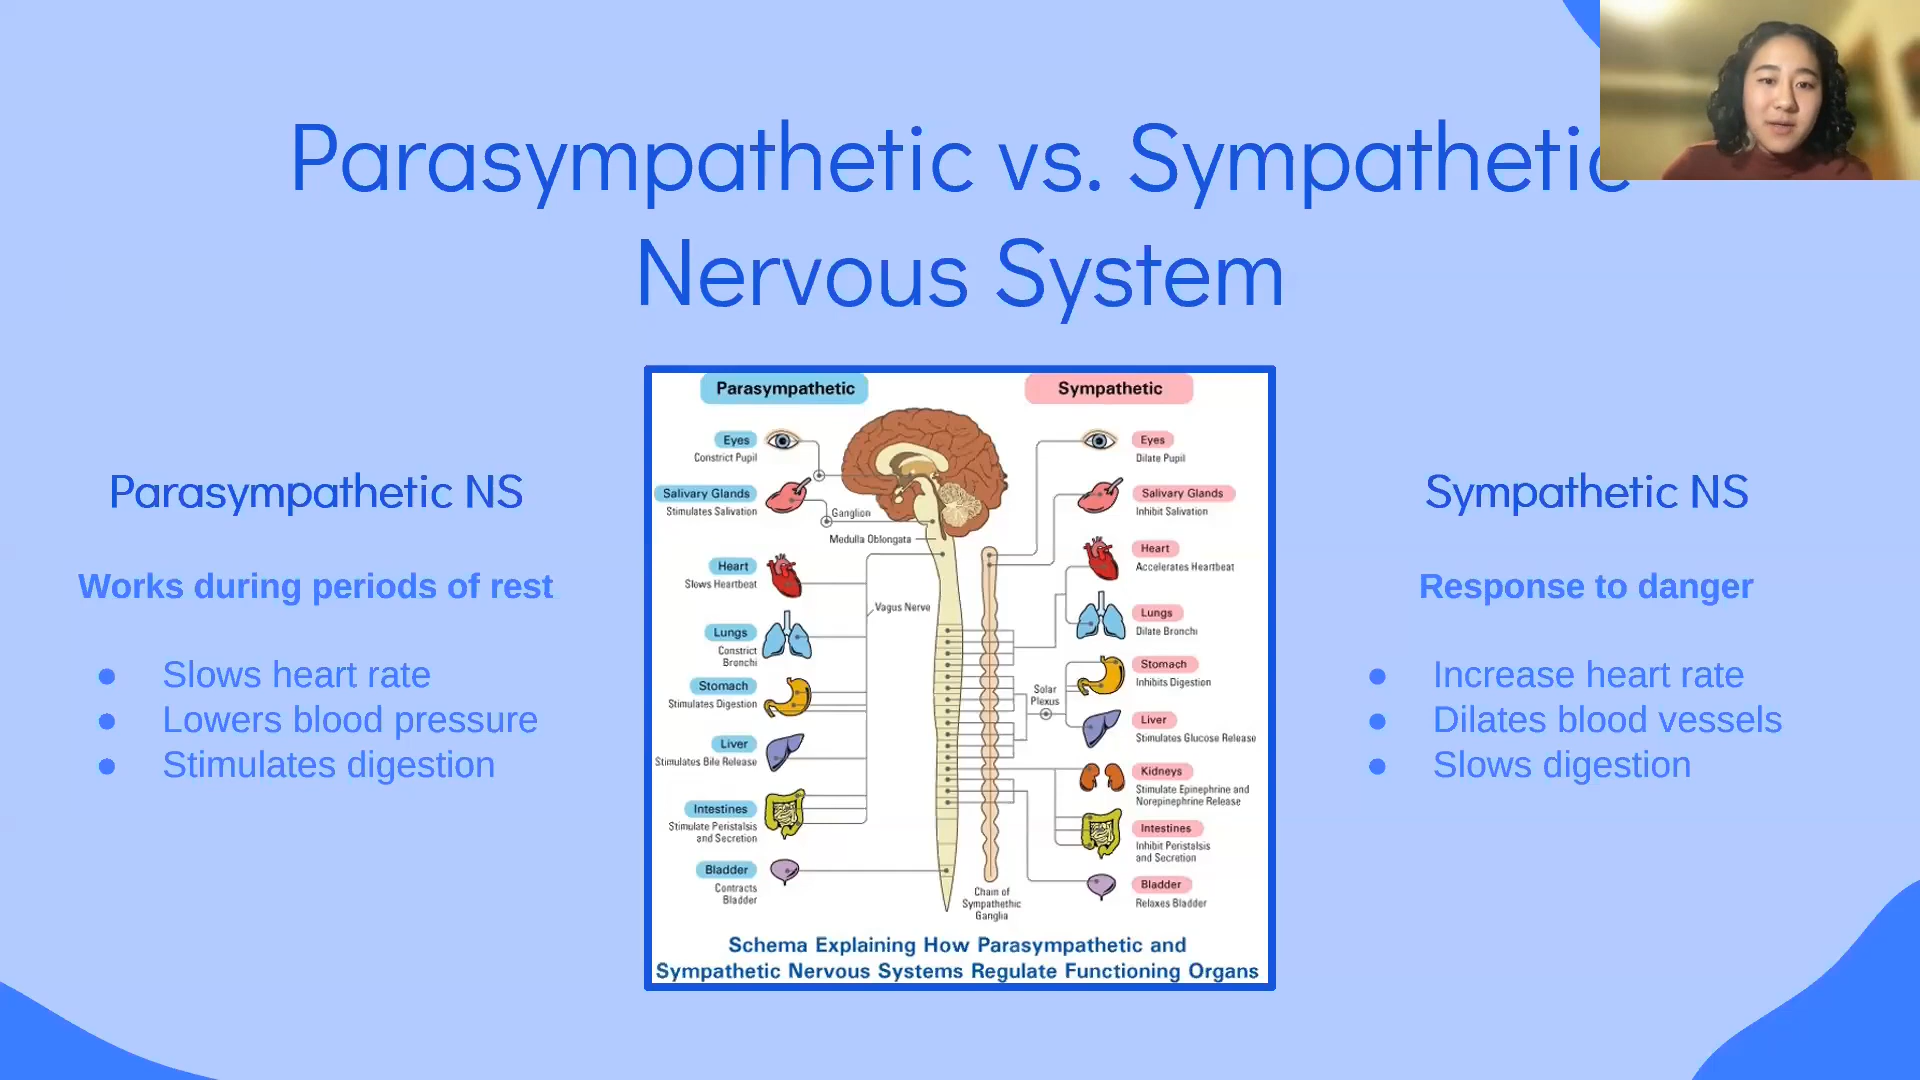 Parasympathetic vs. Sympathetic
Nervous System
Parasympathetic NS
Works during periods of rest
● Slows heart rate
● Lowers blood pressure
● Stimulates digestion
Parasympathetic
Eyes
Constrict Pupil
Salivary Glands
Stimulates Salivation
Ganglion
Medulla Oblongata
Heart
Slows Heartbeat
Vagus Nerve
Lungs
Constrict
Bronchi
Stomach
Stimulates Digestion
Liver
Stimulates Bile Release
Intestines
Stimulate Peristalsis
and Secretion
Bladder
Contracts
Bladder
Sympathetic
Eyes
Dilate Pupil
Salivary Glands
Inhibit Salivation
Heart
Accelerates Heartbeat
Lungs
Dilate Bronchi
Stomach
Inhibits Digestion
Solar
Plexus
Liver
Stimulates Glucose Release
Kidneys
Stimulate Epinephrine and
Norepinephrine Release
Intestines
Inhibit Peristalsis
and Secretion
Bladder
Relaxes Bladder
Chain of
Sympathethic
Ganglia
Schema Explaining How Parasympathetic and
Sympathetic Nervous Systems Regulate Functioning Organs
Sympathetic NS
Response to danger
● Increase heart rate
● Dilates blood vessels
● Slows digestion